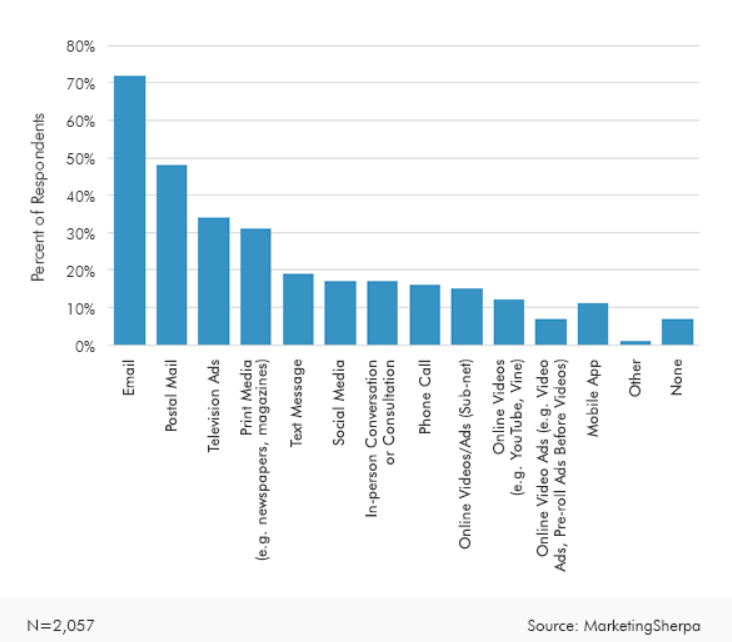 80%
70%
60%
50%
40%
30%
20%
10%
0%
Percent of Respondents
Email
Postal Mail
Television Ads
Print Media
(e.g. newspapers, magazines)
Text Message
Social Media
In-person Conversation
or Consultation
Phone Call
Online Videos/Ads (Sub-net)
Online Videos
(e.g. YouTube, Vine)
Online Video Ads (e.g. Video
Ads, Pre-roll Ads Before Videos)
Mobile App
Other
None
N=2,057
Source: MarketingSherpa